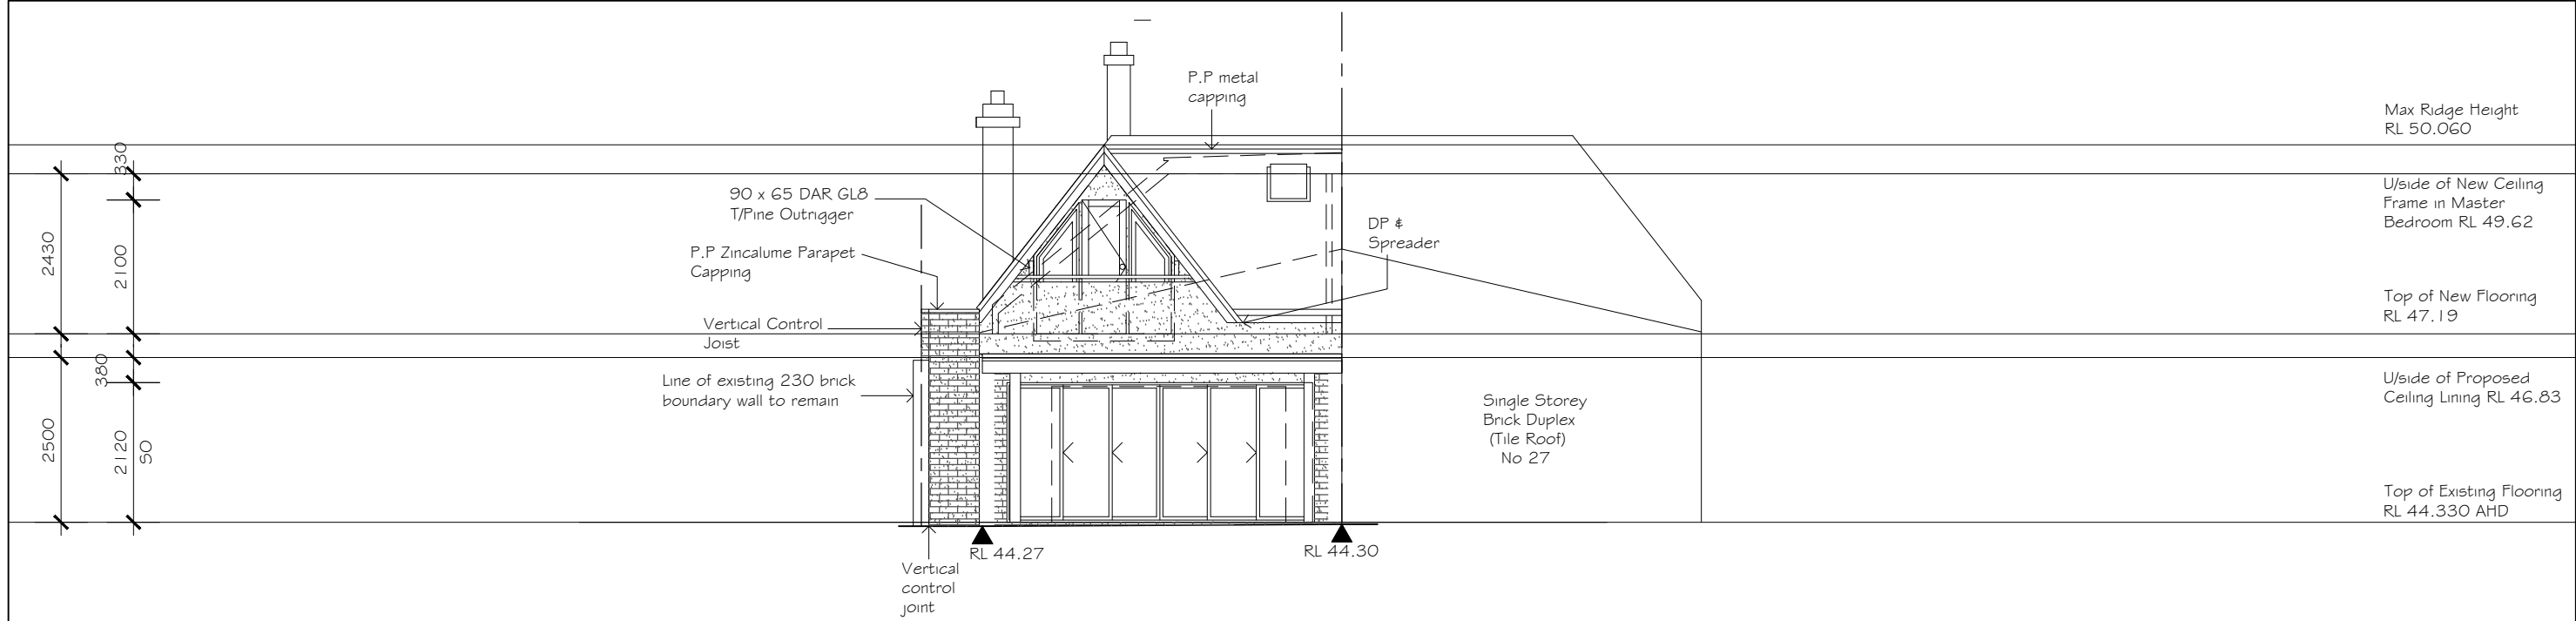 P.P metal
capping
Max Ridge Height
RL 50.060
330
90 x 65 DAR GL8
T/Pine Outrigger
U/side of New Ceiling
Frame in Master
Bedroom RL 49.62
DP &
Spreader
2430
2100
P.P Zincalume Parapet
Capping
Top of New Flooring
RL 47.19
Vertical Control
Joist
380
Line of existing 230 brick
boundary wall to remain
U/side of Proposed
Ceiling Lining RL 46.83
Single Storey
Brick Duplex
(Tile Roof)
No 27
2500
2120
50
Top of Existing Flooring
RL 44.330 AHD
RL 44.27
RL 44.30
Vertical
control
joint